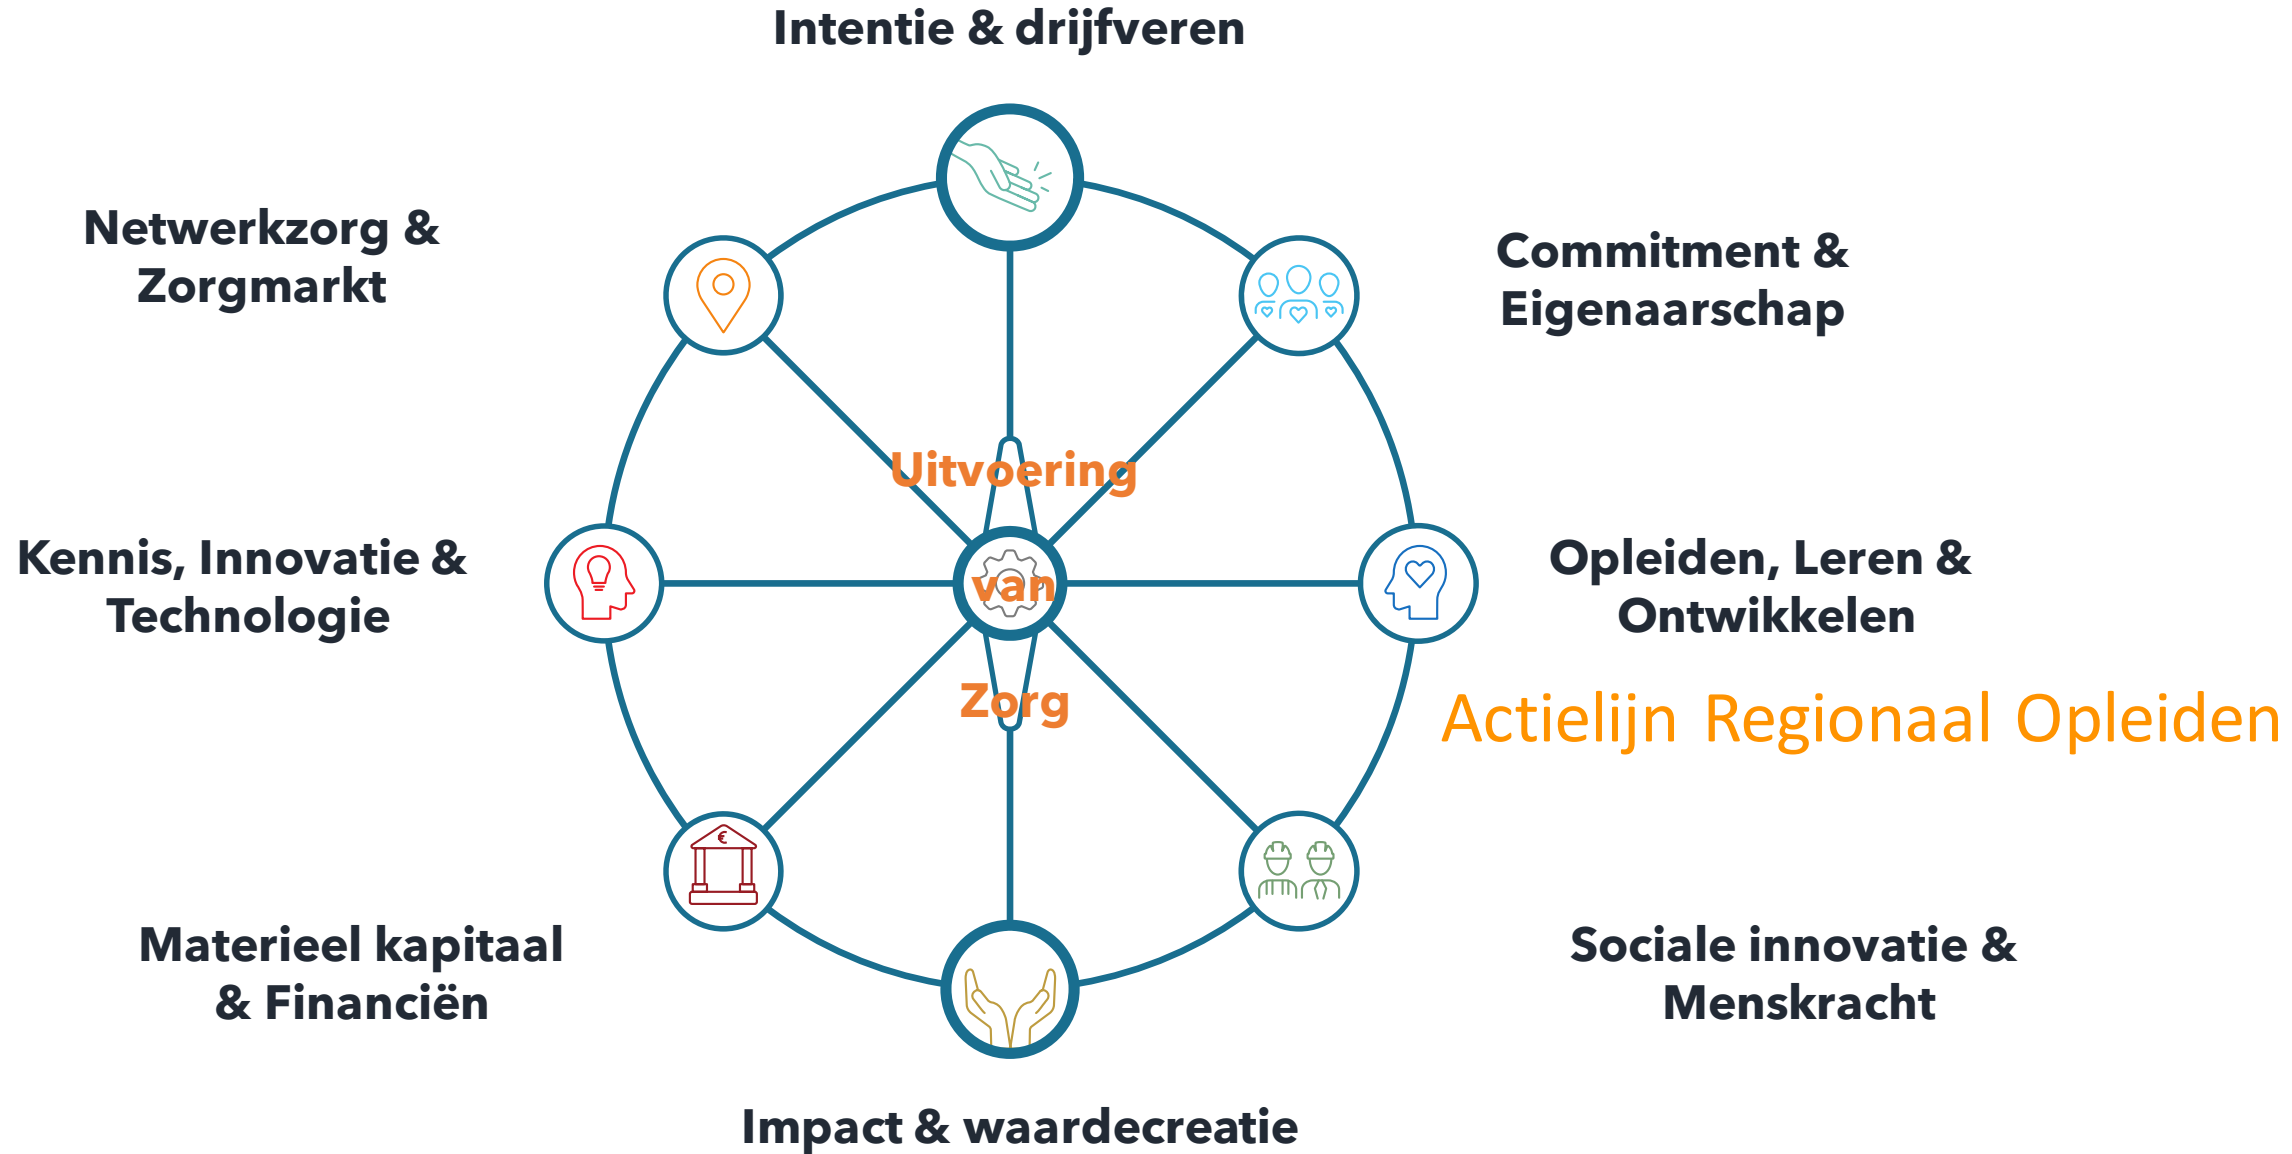 Intentie & drijfveren
Netwerkzorg &
Zorgmarkt
Commitment &
Eigenaarschap
Uitvoering
van
Zorg
Kennis, Innovatie &
Technologie
Opleiden, Leren &
Ontwikkelen
Actielijn Regionaal Opleiden
€
Materieel kapitaal
& Financiën
Sociale innovatie &
Menskracht
Impact & waardecreatie